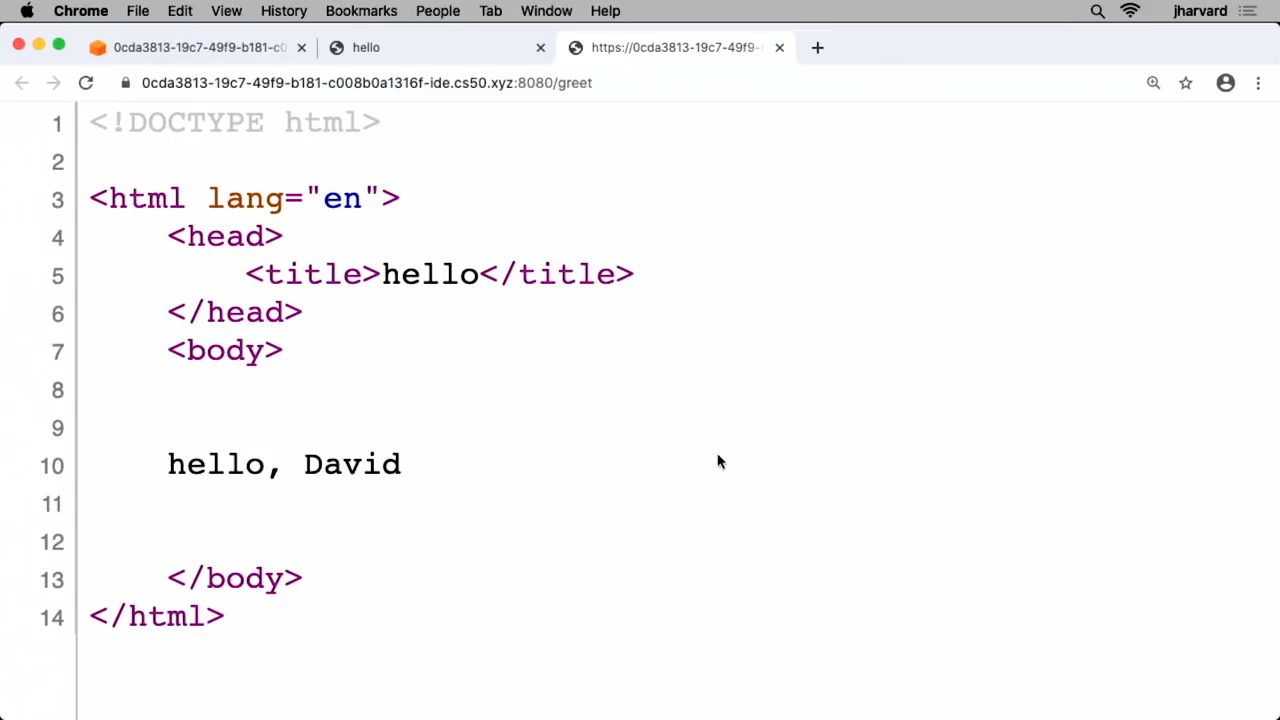 Chrome File Edit View History Bookmarks People Tab Window Help jharvard
0cda3813-19c7-49f9-b181-c0 hello https://0cda3813-19c7-49f9-
0cda3813-19c7-49f9-b181-c008b0a1316f-ide.cs50.xyz:8080/greet
1 <!DOCTYPE html>
2
3 <html lang="en">
4 <head>
5 <title>hello</title>
6 </head>
7 <body>
8
9
10 hello, David
11
12
13 </body>
14 </html>